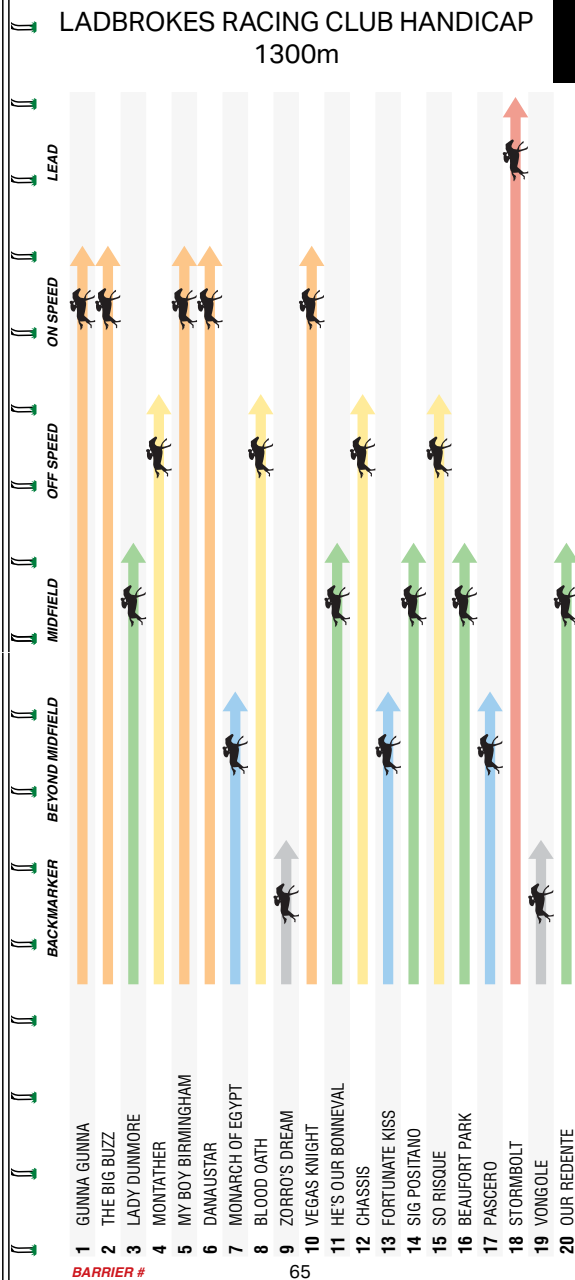 LADBROKES RACING CLUB HANDICAP
1300m
LEAD
ON SPEED
OFF SPEED
MIDFIELD
BEYOND MIDFIELD
BACKMARKER
1 GUNNA GUNNA
2 THE BIG BUZZ
3 LADY DUNMORE
4 MONTATHER
5 MY BOY BIRMINGHAM
6 DANAUSTAR
7 MONARCH OF EGYPT
8 BLOOD OATH
9 ZORRO'S DREAM
10 VEGAS KNIGHT
11 HE'S OUR BONNEVAL
12 CHASSIS
13 FORTUNATE KISS
14 SIG POSITANO
15 SO RISQUE
16 BEAUFORT PARK
17 PASCERO
18 STORMBOLT
19 VONGOLE
20 OUR REDENTE
BARRIER #
65